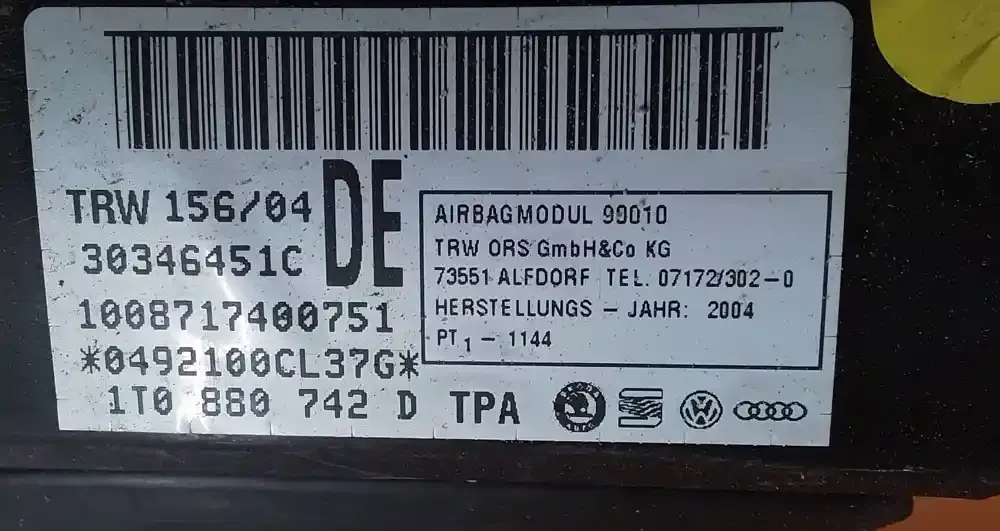 TRW 156/04
DE
30346451C
1008717400751
*0492100CL37G*
1T0 880 742 D TPA
AIRBAGMODUL 99010
TRW ORS GmbH&Co KG
73551 ALFDORF TEL. 07172/302-0
HERSTELLUNGS - JAHR: 2004
PT1 - 1144